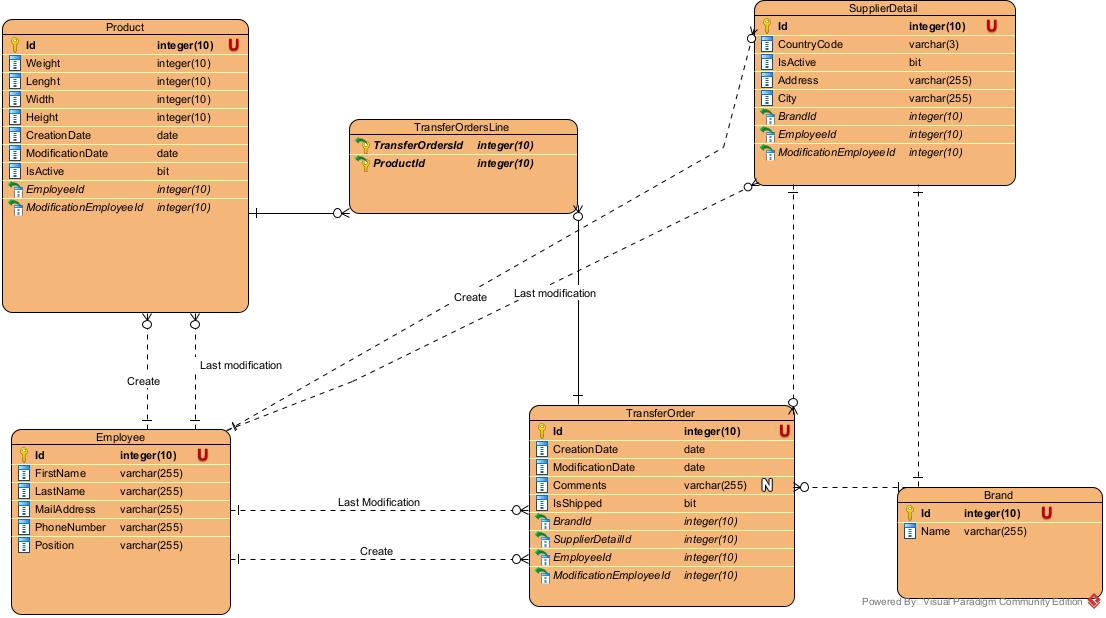 Product
Id integer(10) U
Weight integer(10)
Lenght integer(10)
Width integer(10)
Height integer(10)
CreationDate date
ModificationDate date
IsActive bit
EmployeeId integer(10)
ModificationEmployeeId integer(10)
TransferOrdersLine
TransferOrdersId integer(10)
ProductId integer(10)
SupplierDetail
Id integer(10) U
CountryCode varchar(3)
IsActive bit
Address varchar(255)
City varchar(255)
BrandId integer(10)
EmployeeId integer(10)
ModificationEmployeeId integer(10)
Create
Last modification
Create
Last modification
Employee
Id integer(10) U
FirstName varchar(255)
LastName varchar(255)
MailAddress varchar(255)
PhoneNumber varchar(255)
Position varchar(255)
Last Modification
Create
TransferOrder
Id integer(10) U
CreationDate date
ModificationDate date
Comments varchar(255) N
IsShipped bit
BrandId integer(10)
SupplierDetailId integer(10)
EmployeeId integer(10)
ModificationEmployeeId integer(10)
Brand
Id integer(10) U
Name varchar(255)
Powered By Visual Paradigm Community Edition